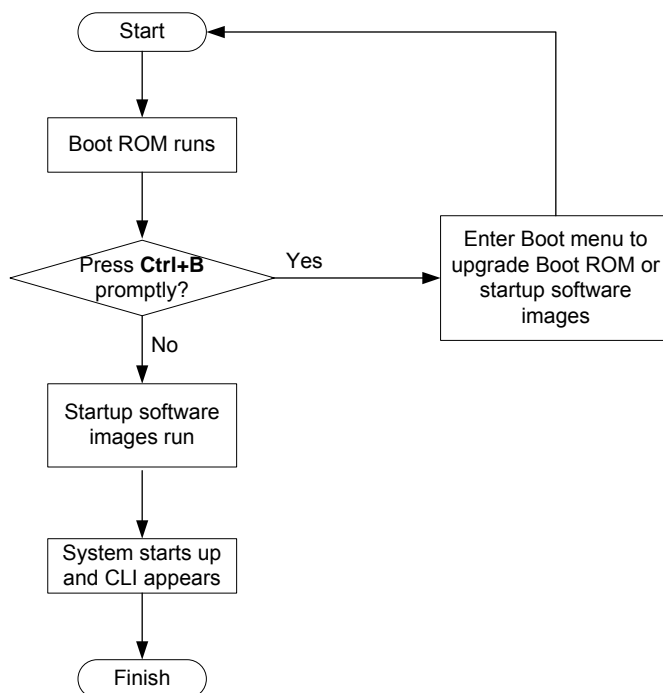 Start
Boot ROM runs
Press Ctrl+B
promptly?
Yes
Enter Boot menu to
upgrade Boot ROM or
startup software
images
No
Startup software
images run
System starts up
and CLI appears
Finish